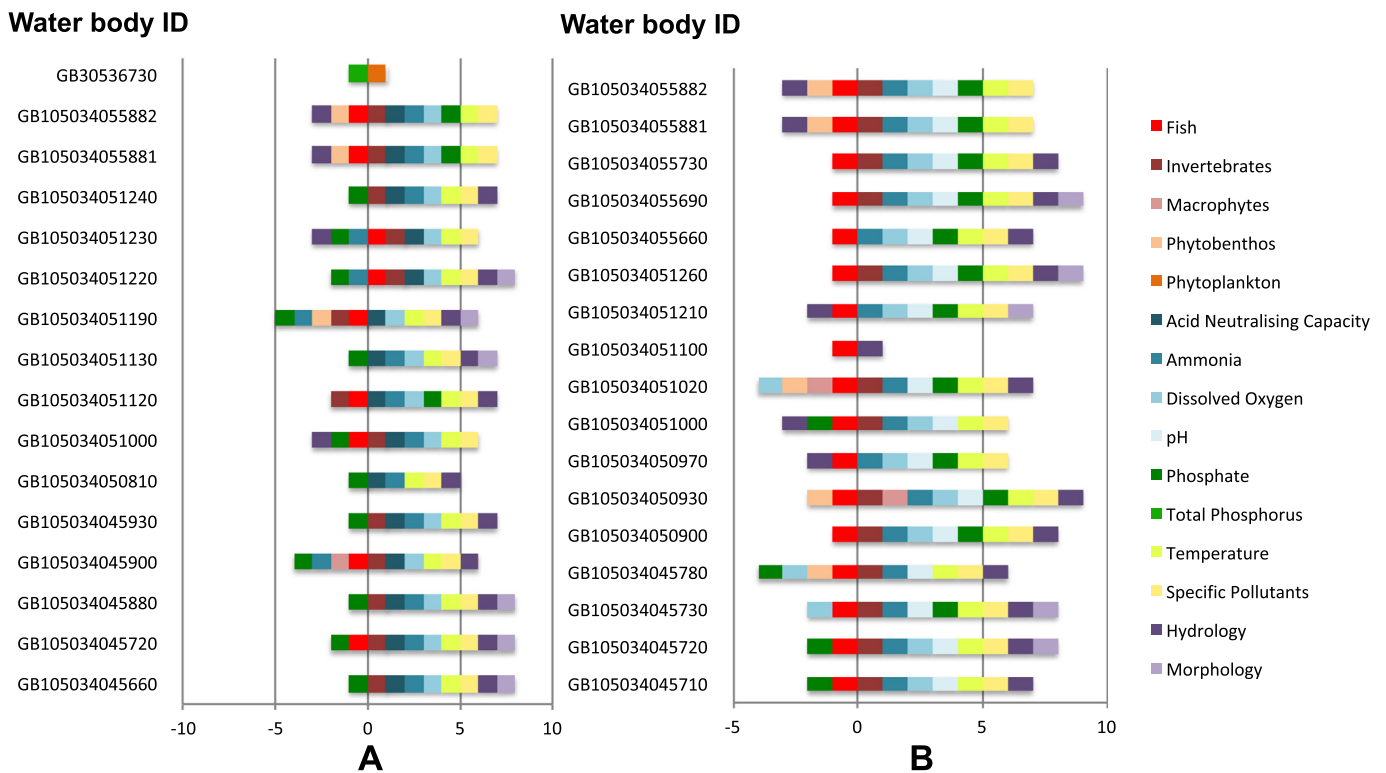 Water body ID
GB30536730
GB105034055882
GB105034055881
GB105034051240
GB105034051230
GB105034051220
GB105034051190
GB105034051130
GB105034051120
GB105034051000
GB105034050810
GB105034045930
GB105034045900
GB105034045880
GB105034045720
GB105034045660
-10 -5 0 5 10
A
Water body ID
GB105034055882
GB105034055881
GB105034055730
GB105034055690
GB105034055660
GB105034051260
GB105034051210
GB105034051100
GB105034051020
GB105034051000
GB105034050970
GB105034050930
GB105034050900
GB105034045780
GB105034045730
GB105034045720
GB105034045710
-5 0 5 10
B
Fish
Invertebrates
Macrophytes
Phytobenthos
Phytoplankton
Acid Neutralising Capacity
Ammonia
Dissolved Oxygen
pH
Phosphate
Total Phosphorus
Temperature
Specific Pollutants
Hydrology
Morphology